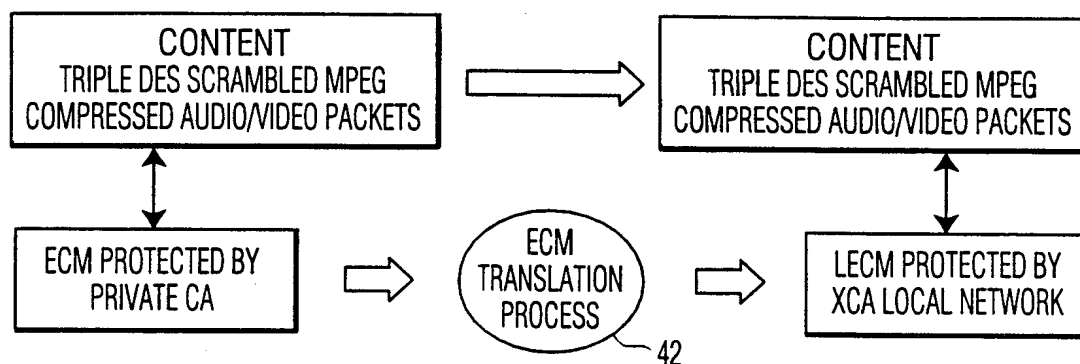 CONTENT
TRIPLE DES SCRAMBLED MPEG
COMPRESSED AUDIO/VIDEO PACKETS
CONTENT
TRIPLE DES SCRAMBLED MPEG
COMPRESSED AUDIO/VIDEO PACKETS
ECM PROTECTED BY
PRIVATE CA
ECM
TRANSLATION
PROCESS
42
LECM PROTECTED BY
XCA LOCAL NETWORK